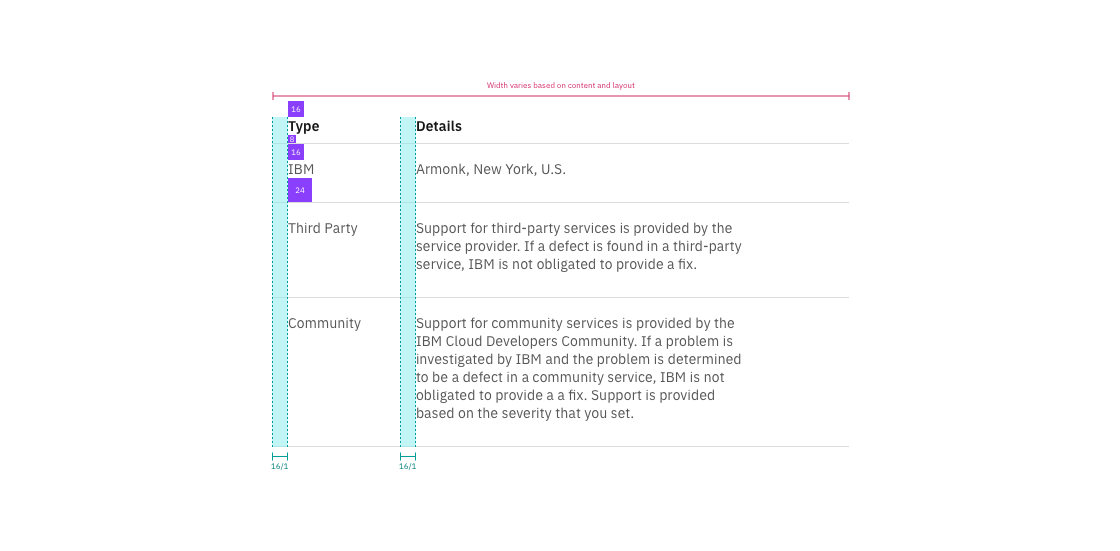 Width varies based on content and layout
16
Type Details
8
16
IBM Armonk, New York, U.S.
24
Third Party Support for third-party services is provided by the
service provider. If a defect is found in a third-party
service, IBM is not obligated to provide a fix.
Community Support for community services is provided by the
IBM Cloud Developers Community. If a problem is
investigated by IBM and the problem is determined
to be a defect in a community service, IBM is not
obligated to provide a a fix. Support is provided
based on the severity that you set.
16/1 16/1